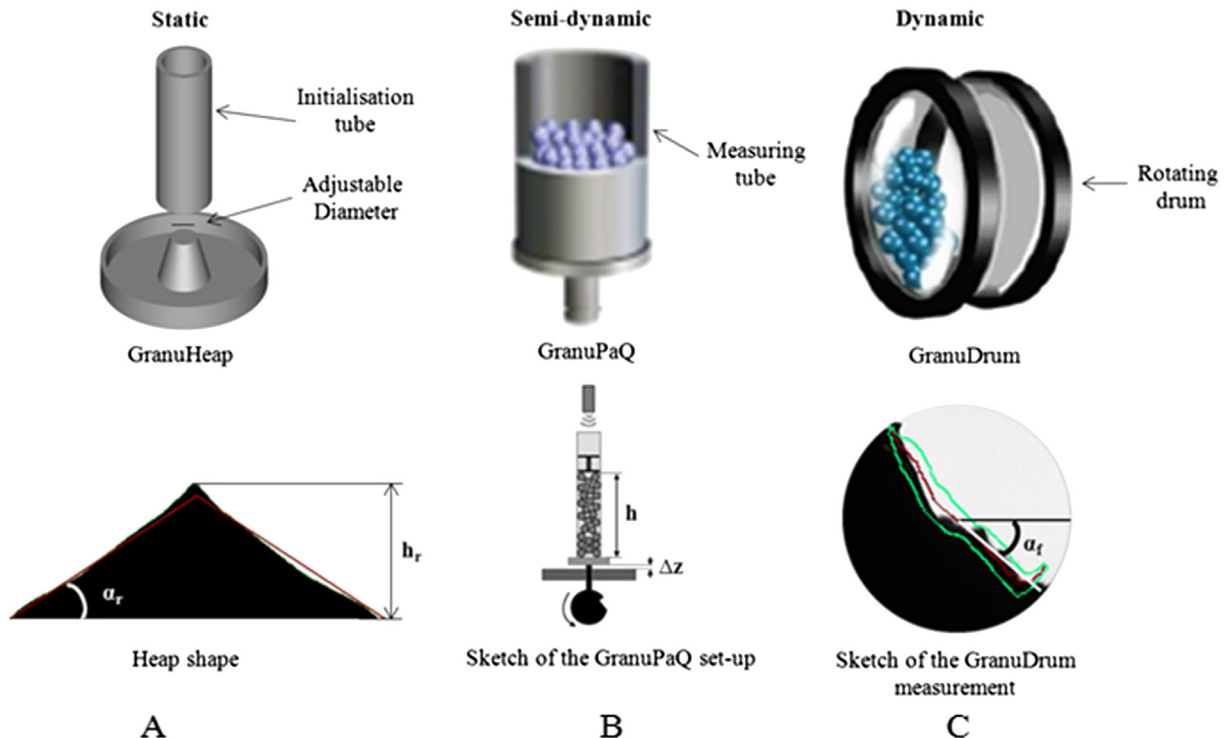 Static
Semi-dynamic
Dynamic
Initialisation
tube
Adjustable
Diameter
Measuring
tube
Rotating
drum
GranuHeap
GranuPaQ
GranuDrum
αr
hr
h
Δz
αf
Heap shape
Sketch of the GranuPaQ set-up
Sketch of the GranuDrum
measurement
A
B
C